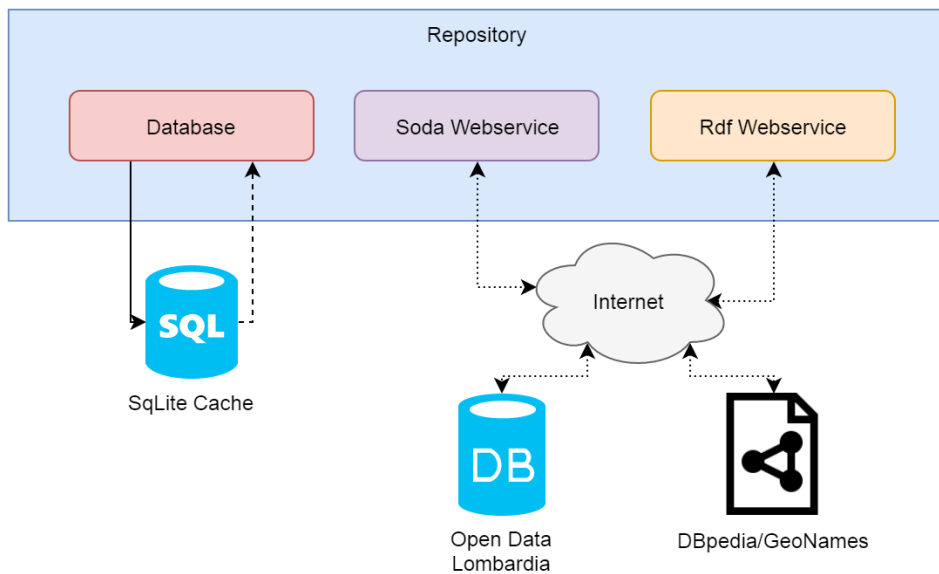 Repository
Database
Soda Webservice
Rdf Webservice
Internet
SQL
SqLite Cache
DB
Open Data
Lombardia
DBpedia/GeoNames